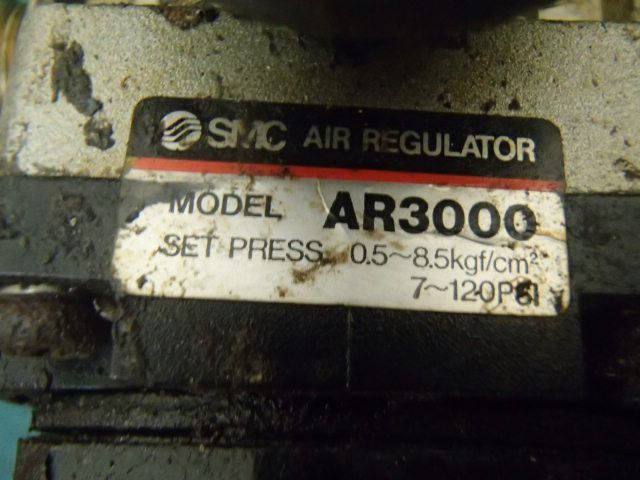 SMC AIR REGULATOR
MODEL AR3000
SET PRESS. 0.5~8.5kgf/cm²
7~120PSI